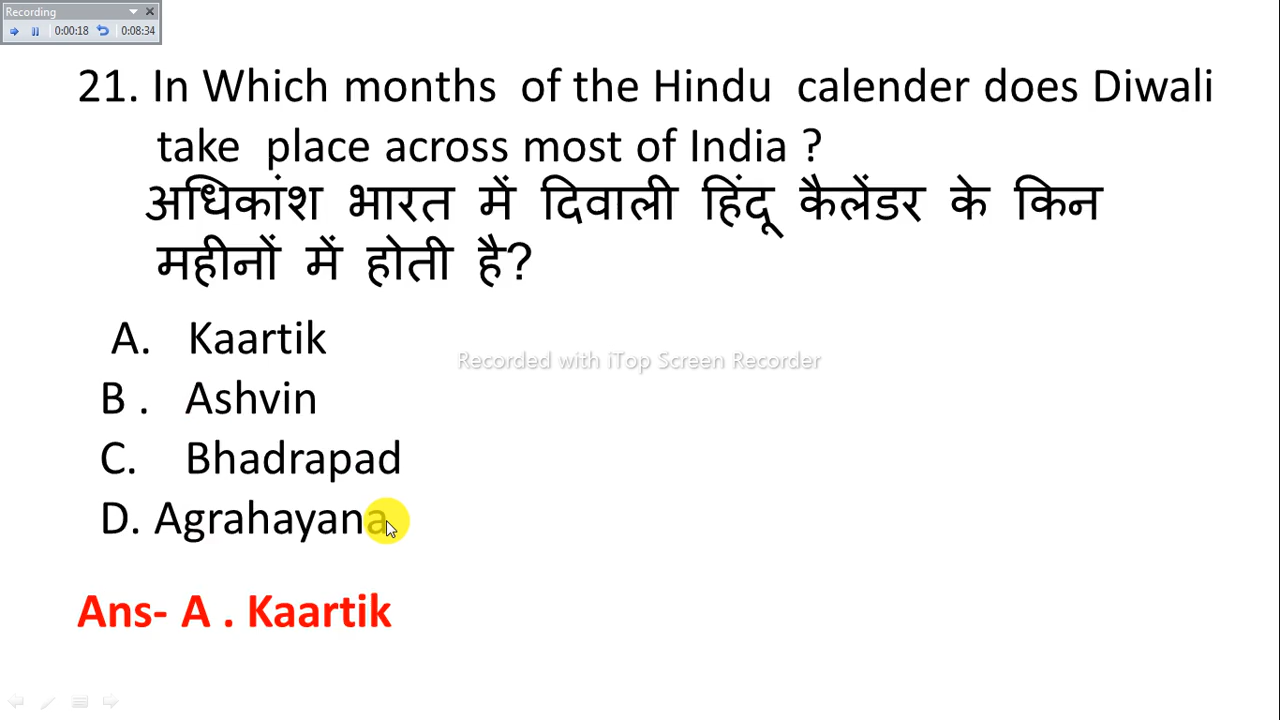 Recording
0:00:18 0:08:34
21. In Which months of the Hindu calender does Diwali
take place across most of India ?
अधिकांश भारत में दिवाली हिंदू कैलेंडर के किन
महीनों में होती है?
A. Kaartik
Recorded with iTop Screen Recorder
B . Ashvin
C. Bhadrapad
D. Agrahayana
Ans- A . Kaartik